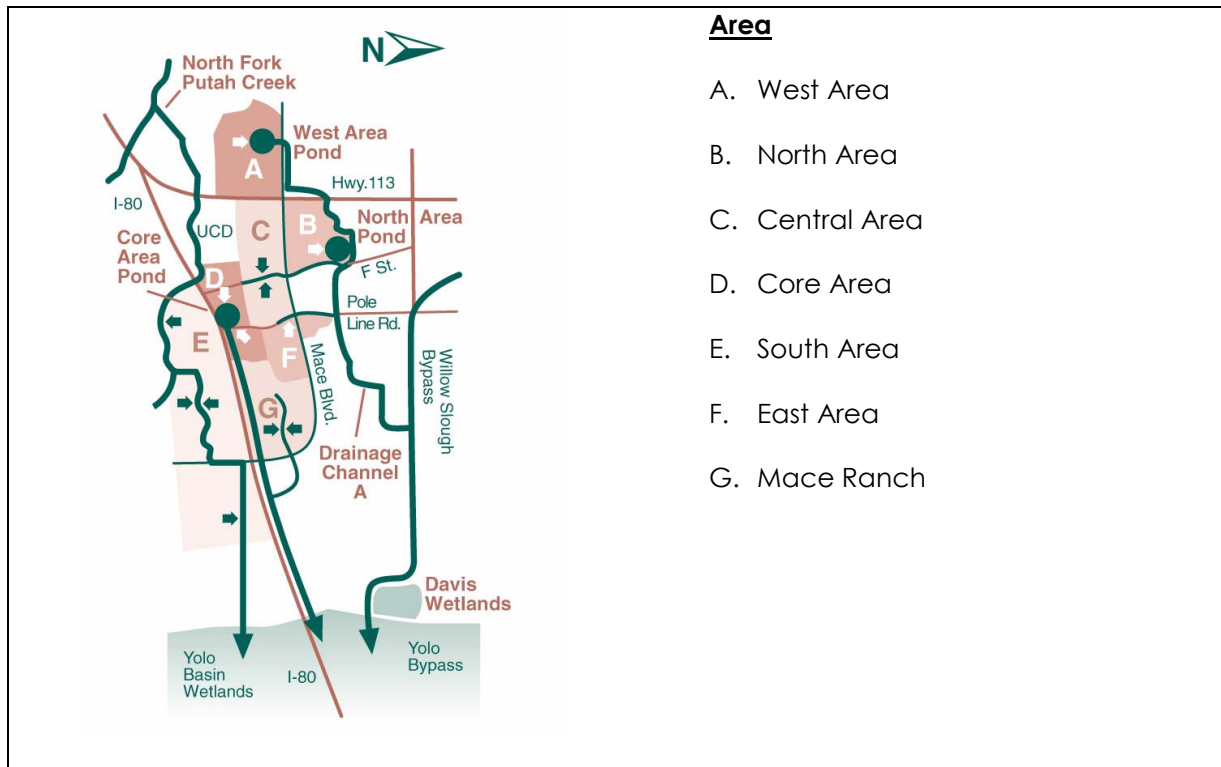 N
North Fork
Putah Creek
West Area
Pond
A
Hwy.113
I-80
UCD
C
B
North Area
Pond
Core
Area
Pond
D
F St.
Pole
Line Rd.
E
F
Mace Blvd.
Willow Slough
Bypass
G
Drainage
Channel
A
Davis
Wetlands
Yolo
Basin
Wetlands
I-80
Yolo
Bypass
Area
A. West Area
B. North Area
C. Central Area
D. Core Area
E. South Area
F. East Area
G. Mace Ranch